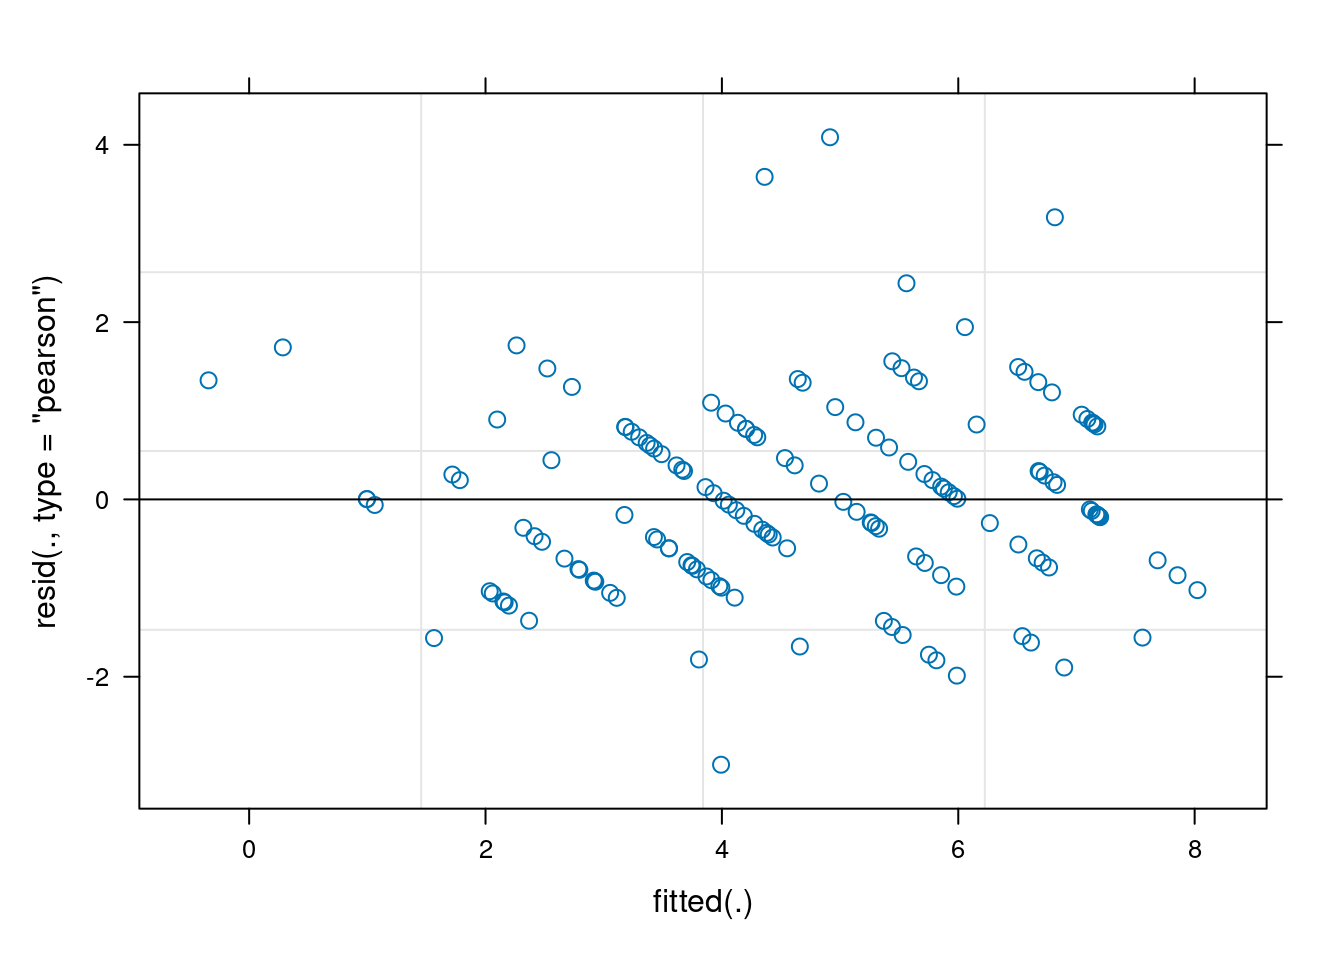 4
2
0
-2
resid(., type = "pearson")
0 2 4 6 8
fitted(.)